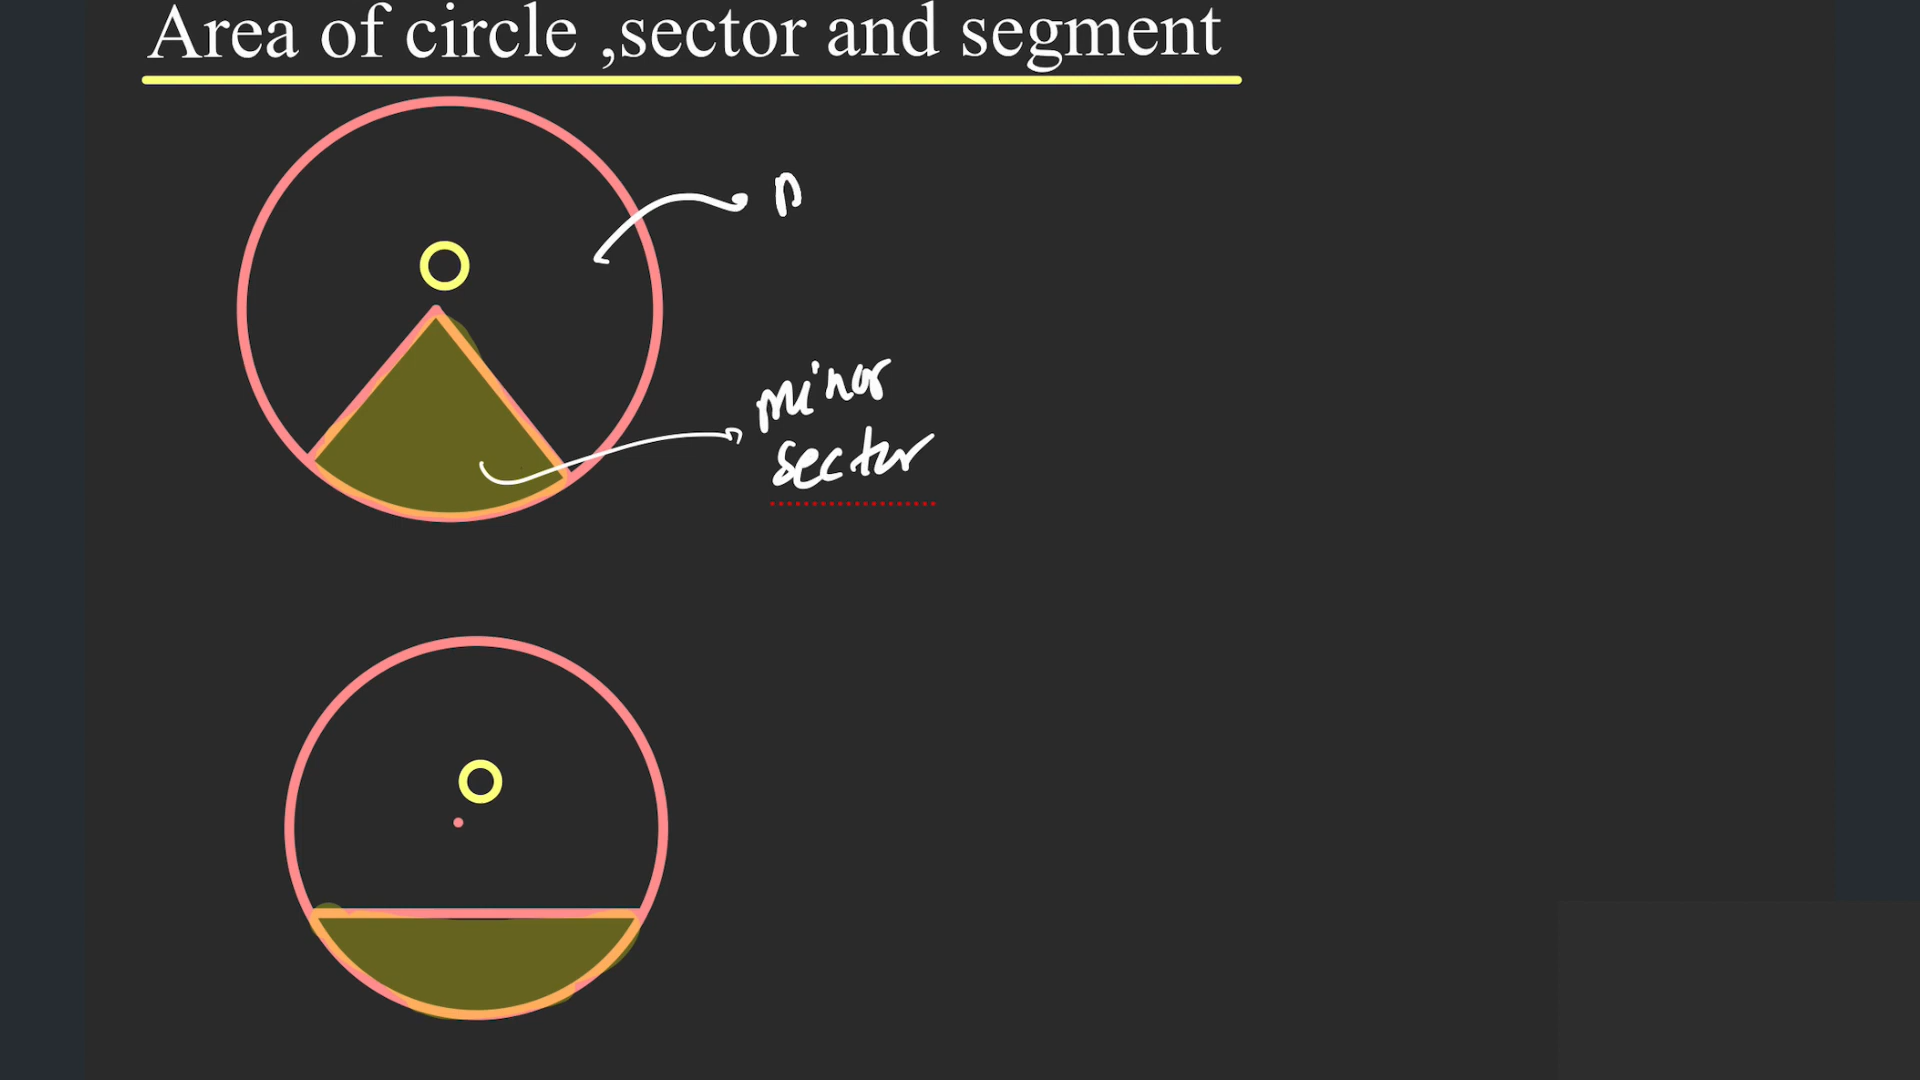 Area of circle ,sector and segment
O
minor
sector
O